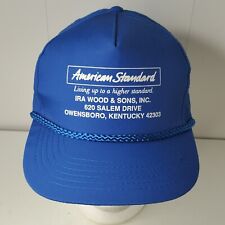 American Standard
Living up to a higher standard.
IRA WOOD & SONS, INC.
620 SALEM DRIVE
OWENSBORO, KENTUCKY 42303